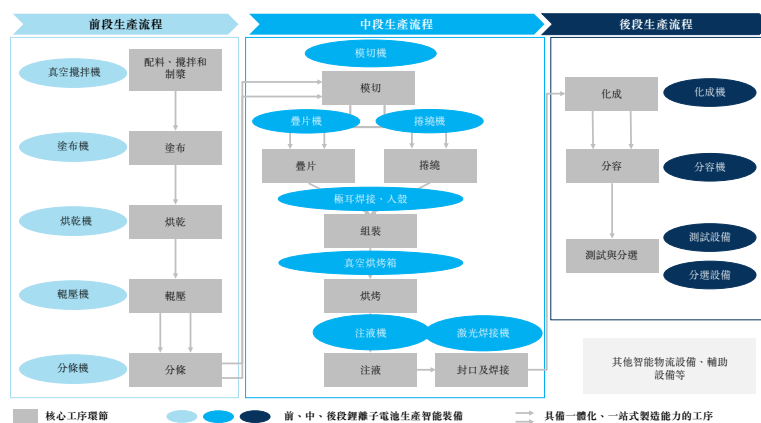 前段生產流程
中段生產流程
後段生產流程
真空攪拌機
配料、攪拌和
制漿
塗布機
塗布
烘乾機
烘乾
輥壓機
輥壓
分條機
分條
模切機
模切
疊片機
捲繞機
疊片
捲繞
極耳焊接、入殼
組裝
真空烘烤箱
烘烤
注液機
激光焊接機
注液
封口及焊接
化成
化成機
分容
分容機
測試與分選
測試設備
分選設備
其他智能物流設備、輔助
設備等
核心工序環節
前、中、後段鋰離子電池生產智能裝備
具備一體化、一站式製造能力的工序